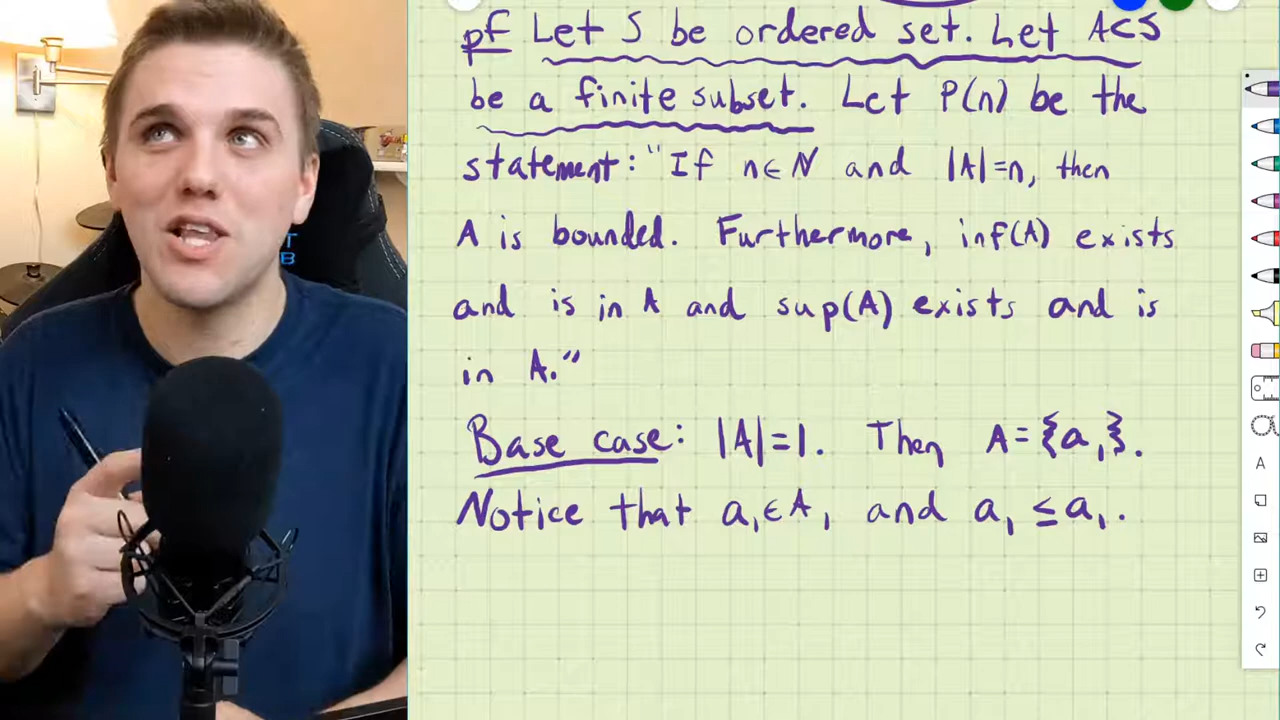 pf Let S be ordered set. Let A⊂S
be a finite subset. Let P(n) be the
statement: "If n∈ℕ and |A|=n, then
A is bounded. Furthermore, inf(A) exists
and is in A and sup(A) exists and is
in A."
Base case: |A|=1. Then A={a₁}.
Notice that a₁∈A, and a₁≤a₁.
T
B
A